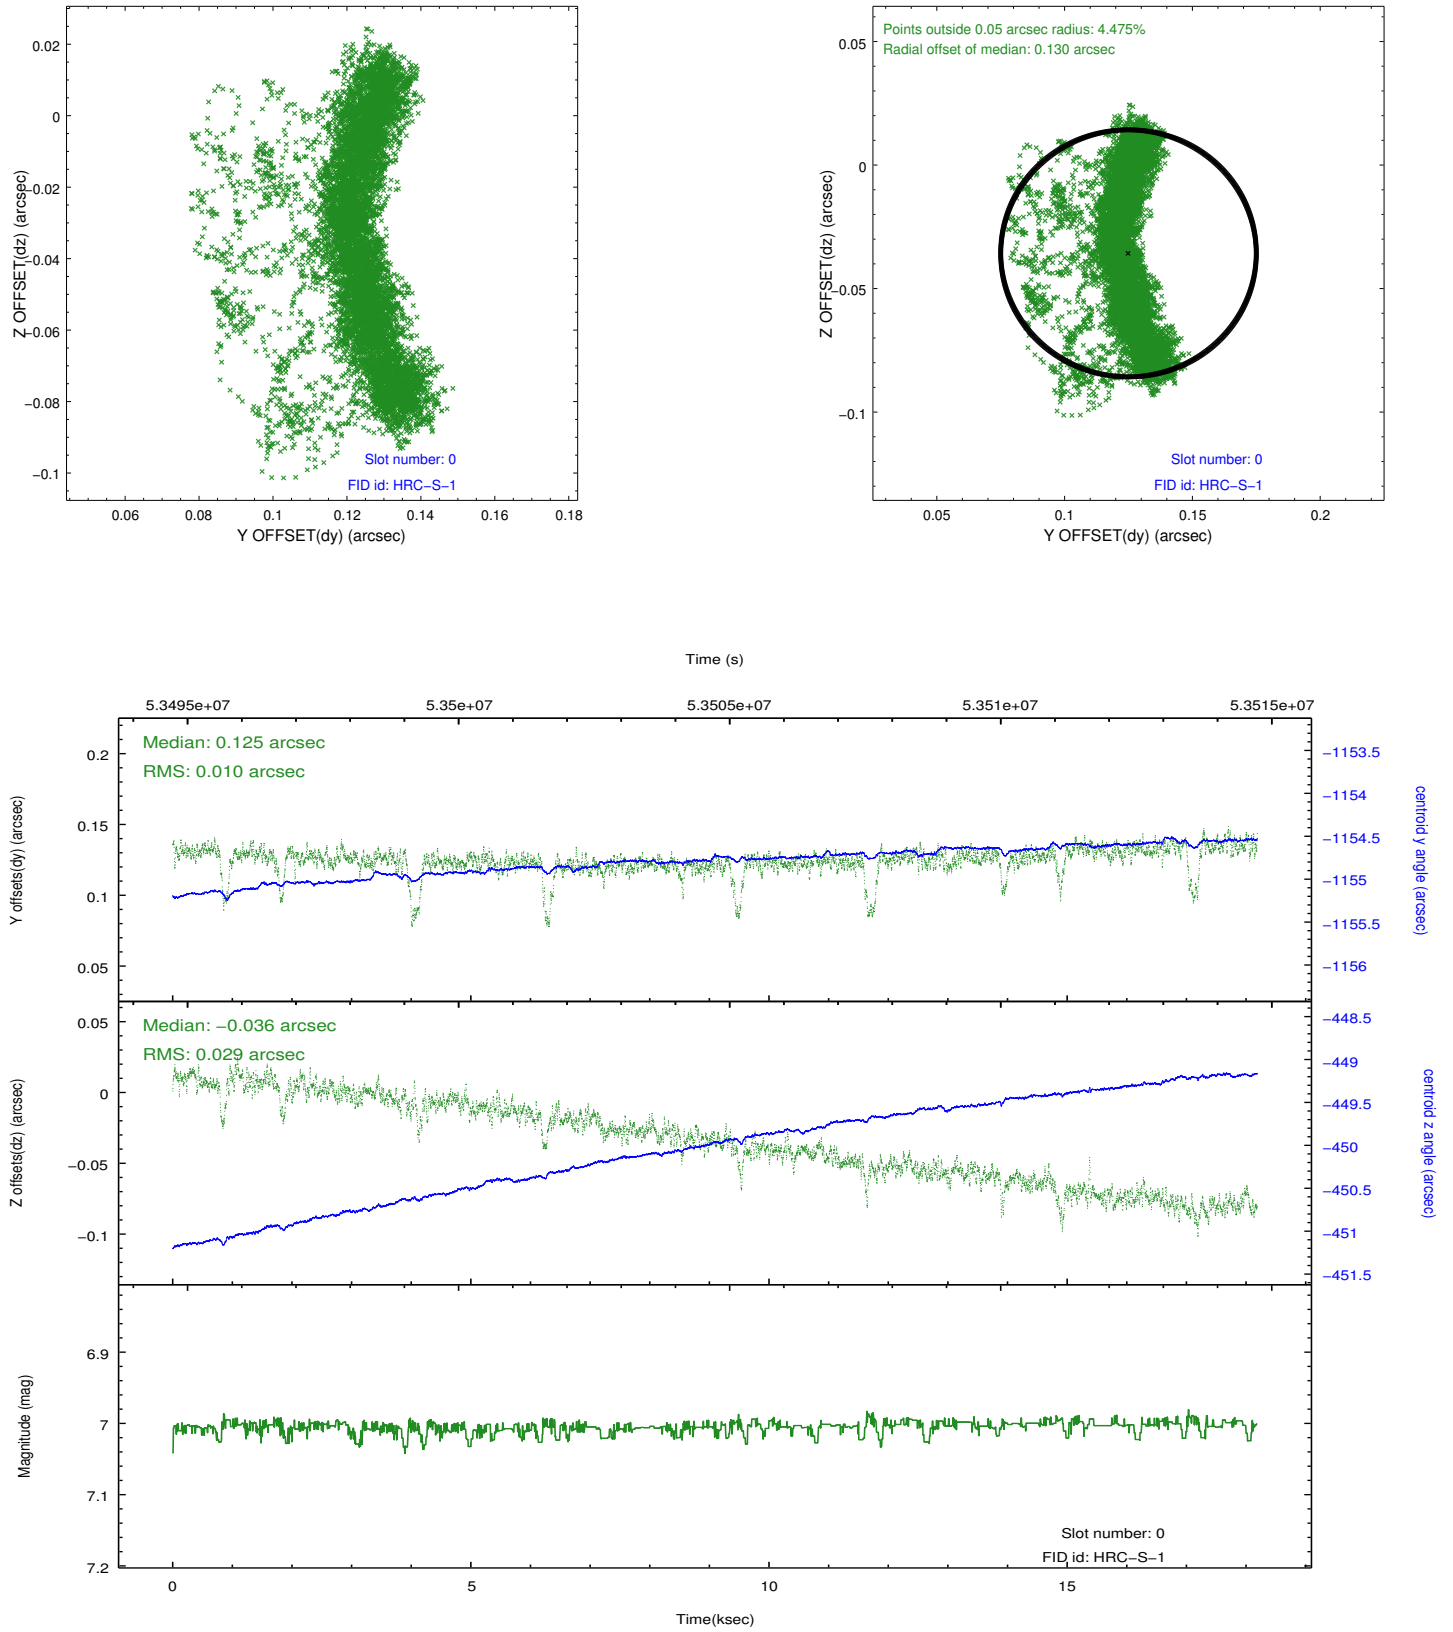 0.02
0
−0.02
−0.04
−0.06
−0.08
−0.1
Z OFFSET(dz) (arcsec)
Slot number: 0
FID id: HRC−S−1
0.06
0.08
0.1
0.12
0.14
0.16
0.18
Y OFFSET(dy) (arcsec)
Points outside 0.05 arcsec radius: 4.475%
Radial offset of median: 0.130 arcsec
0.05
0
−0.05
−0.1
Z OFFSET(dz) (arcsec)
Slot number: 0
FID id: HRC−S−1
0.05
0.1
0.15
0.2
Y OFFSET(dy) (arcsec)
Time (s)
5.3495e+07
5.35e+07
5.3505e+07
5.351e+07
5.3515e+07
Median: 0.125 arcsec
RMS: 0.010 arcsec
0.2
0.15
0.1
0.05
Y offsets(dy) (arcsec)
−1153.5
−1154
−1154.5
−1155
−1155.5
−1156
centroid y angle (arcsec)
Median: −0.036 arcsec
RMS: 0.029 arcsec
0.05
0
−0.05
−0.1
Z offsets(dz) (arcsec)
−448.5
−449
−449.5
−450
−450.5
−451
−451.5
centroid z angle (arcsec)
6.9
7
7.1
7.2
Magnitude (mag)
Slot number: 0
FID id: HRC−S−1
0
5
10
15
Time(ksec)